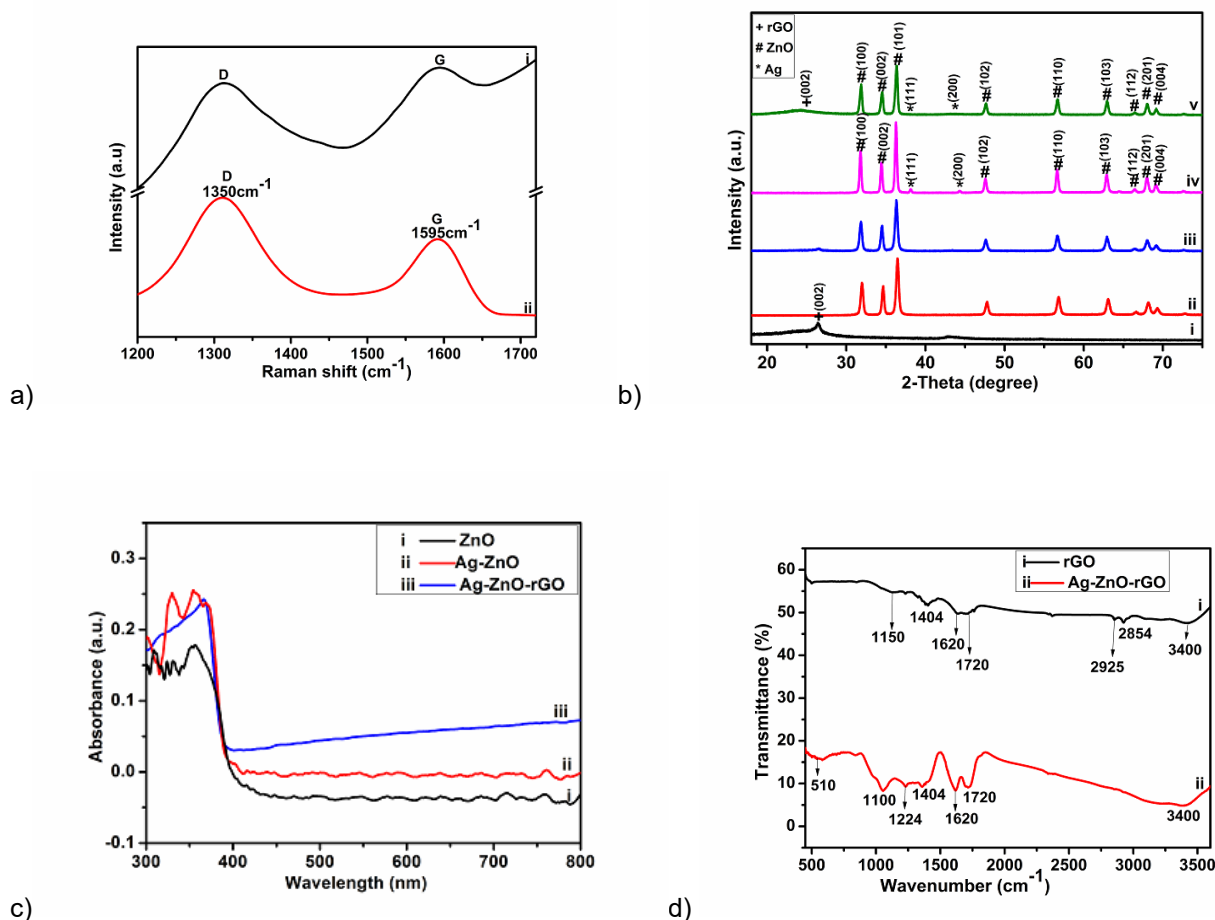 D
G
i
D
1350cm-1
G
1595cm-1
ii
Intensity (a.u)
1200 1300 1400 1500 1600 1700
Raman shift (cm-1)
a)
+ rGO
# ZnO
* Ag
+(002)
#(100)
#(002)
#(101)
*(111)
*(200)
#(102)
#(110)
#(103)
#(112)
#(201)
#(004)
v
#(100)
#(002)
*(111)
*(200)
#(102)
#(110)
#(103)
#(112)
#(201)
#(004)
iv
iii
ii
+(002)
i
Intensity (a.u.)
20 30 40 50 60 70
2-Theta (degree)
b)
i ZnO
ii Ag-ZnO
iii Ag-ZnO-rGO
0.3
0.2
0.1
0.0
-0.1
Absorbance (a.u.)
iii
ii
i
300 400 500 600 700 800
Wavelength (nm)
c)
i rGO
ii Ag-ZnO-rGO
60
50
40
30
20
10
0
Transmittance (%)
i
1150
1404
1620
1720
2925
2854
3400
ii
510
1100
1224
1404
1620
1720
3400
500 1000 1500 2000 2500 3000 3500
Wavenumber (cm-1)
d)